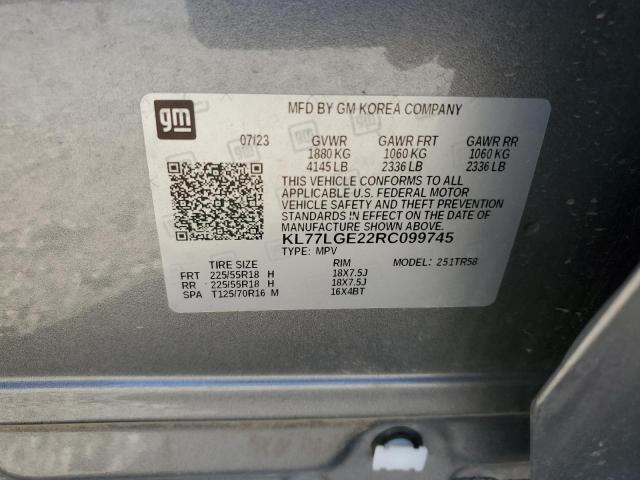 gm
MFD BY GM KOREA COMPANY
07/23 GVWR GAWR FRT GAWR RR
1880 KG 1060 KG 1060 KG
4145 LB 2336 LB 2336 LB
THIS VEHICLE CONFORMS TO ALL
APPLICABLE U.S. FEDERAL MOTOR
VEHICLE SAFETY AND THEFT PREVENTION
STANDARDS IN EFFECT ON THE DATE OF
MANUFACTURE SHOWN ABOVE.
KL77LGE22RC099745
TYPE: MPV
TIRE SIZE RIM MODEL: 251TR58
FRT 225/55R18 H 18X7.5J
RR 225/55R18 H 18X7.5J
SPA T125/70R16 M 16X4BT